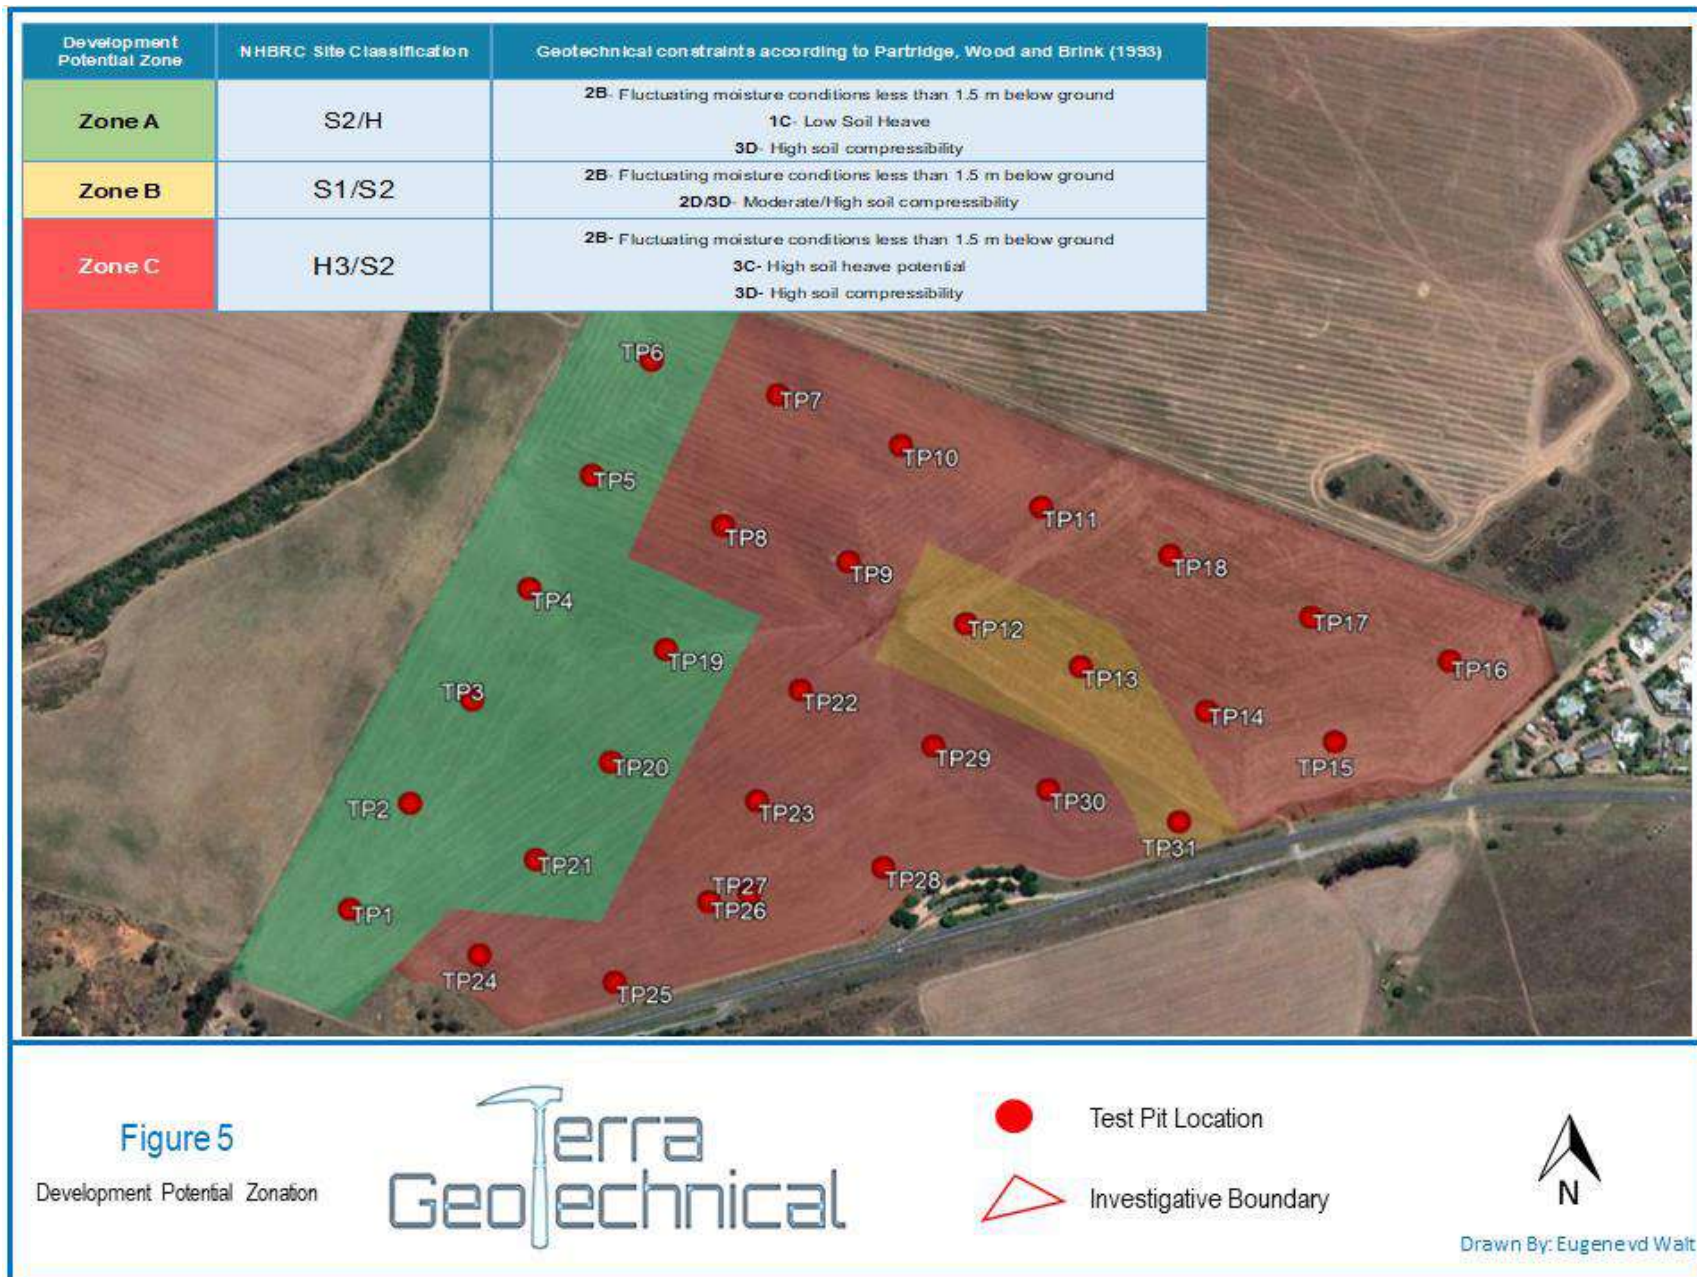 Development
Potential Zone
NHBRC Site Classification
Geotechnical constraints according to Partridge, Wood and Brink (1993)
Zone A
S2/H
2B- Fluctuating moisture conditions less than 1.5 m below ground
1C- Low Soil Heave
3D- High soil compressibility
Zone B
S1/S2
2B- Fluctuating moisture conditions less than 1.5 m below ground
2D/3D- Moderate/High soil compressibility
Zone C
H3/S2
2B- Fluctuating moisture conditions less than 1.5 m below ground
3C- High soil heave potential
3D- High soil compressibility
TP6
TP7
TP10
TP5
TP11
TP8
TP18
TP9
TP4
TP12
TP17
TP19
TP16
TP13
TP3
TP22
TP14
TP29
TP15
TP20
TP30
TP2
TP23
TP31
TP21
TP28
TP27
TP26
TP1
TP24
TP25
Figure 5
Development Potential Zonation
Terra
Geotechnical
Test Pit Location
Investigative Boundary
N
Drawn By: Eugenevd Walt